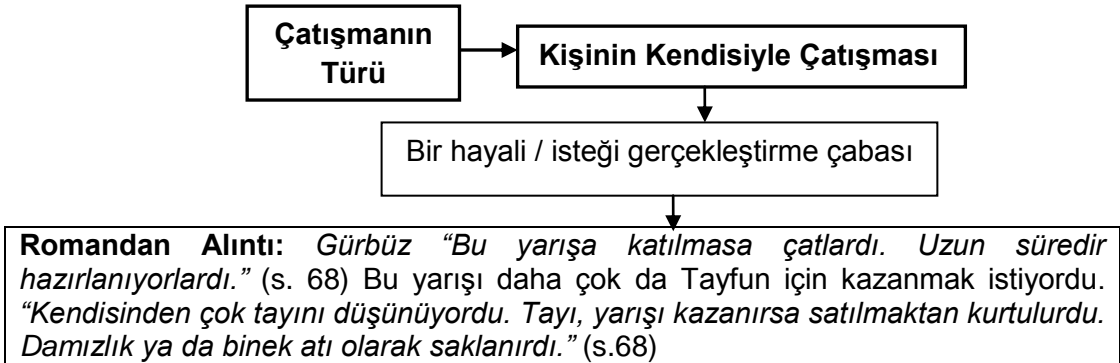 Çatışmanın
Türü
Kişinin Kendisiyle Çatışması
Bir hayali / isteği gerçekleştirme çabası
Romandan Alıntı: Gürbüz “Bu yarışa katılmasa çatlardı. Uzun süredir
hazırlanıyorlardı.” (s. 68) Bu yarışı daha çok da Tayfun için kazanmak istiyordu.
“Kendisinden çok tayını düşünüyordu. Tayı, yarışı kazanırsa satılmaktan kurtulurdu.
Damızlık ya da binek atı olarak saklanırdı.” (s.68)